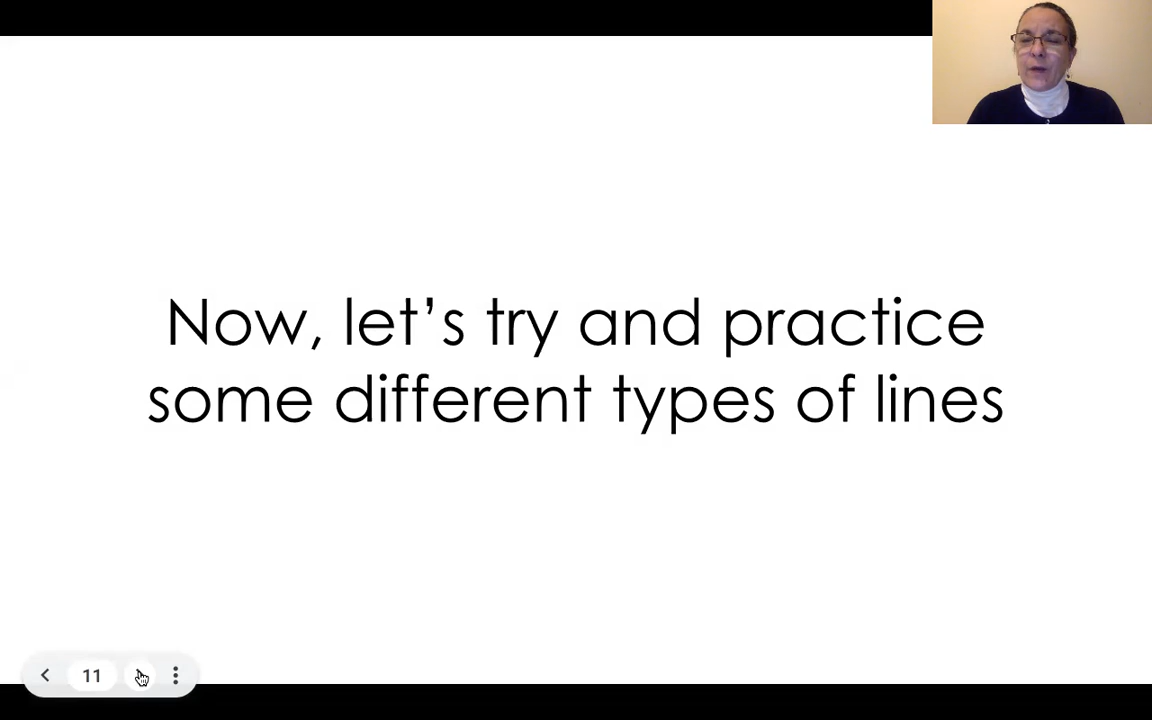 Now, let’s try and practice
some different types of lines
11